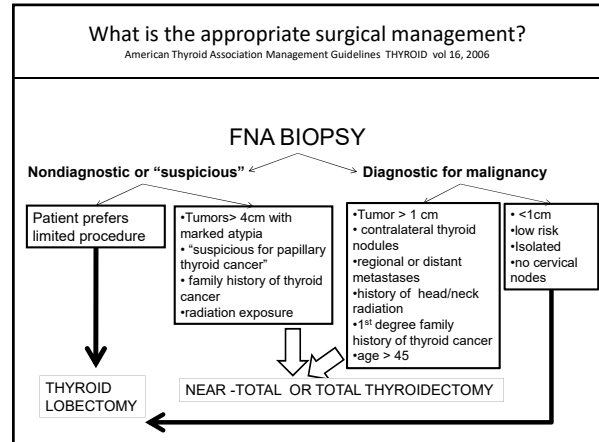 What is the appropriate surgical management?
American Thyroid Association Management Guidelines THYROID vol 16, 2006
FNA BIOPSY
Nondiagnostic or “suspicious”
Diagnostic for malignancy
Patient prefers
limited procedure
•Tumors> 4cm with
marked atypia
• “suspicious for papillary
thyroid cancer”
• family history of thyroid
cancer
•radiation exposure
•Tumor > 1 cm
• contralateral thyroid
nodules
•regional or distant
metastases
•history of head/neck
radiation
•1st degree family
history of thyroid cancer
•age > 45
• <1cm
•low risk
•Isolated
•no cervical
nodes
THYROID
LOBECTOMY
NEAR -TOTAL OR TOTAL THYROIDECTOMY